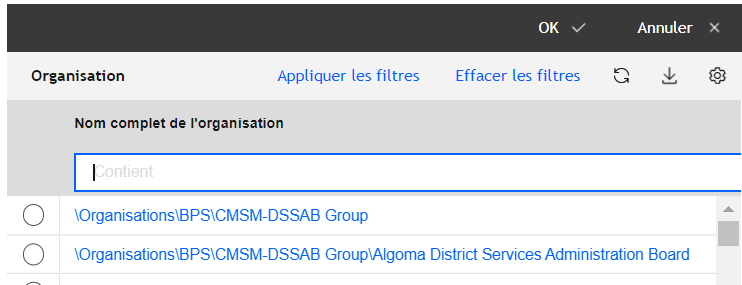 OK Annuler
Organisation Appliquer les filtres Effacer les filtres
Nom complet de l'organisation
Contient
\Organisations\BPS\CMSM-DSSAB Group
\Organisations\BPS\CMSM-DSSAB Group\Algoma District Services Administration Board